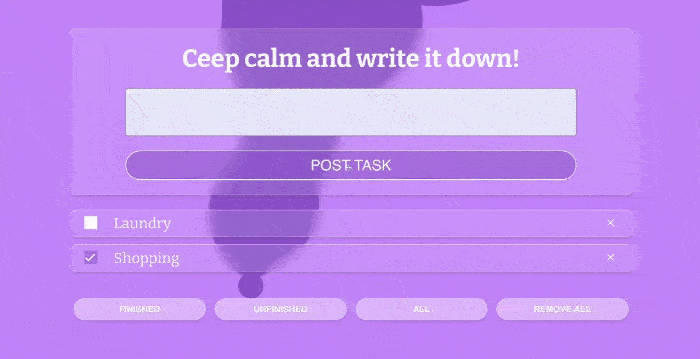 Ceep calm and write it down!
POST TASK
Laundry ×
Shopping ×
FINISHED UNFINISHED ALL REMOVE ALL